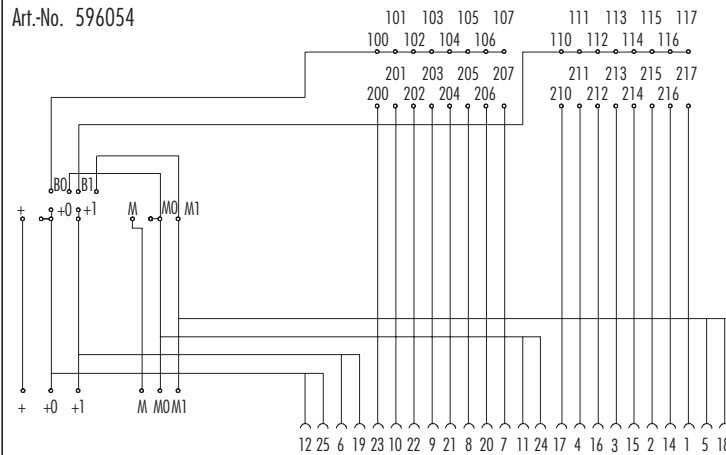 Art.-No. 596054
101 103 105 107 111 113 115 117
100 102 104 106 110 112 114 116
201 203 205 207 211 213 215 217
200 202 204 206 210 212 214 216
B0 B1
+ +0 +1 M M0 M1
+ +0 +1 M M0 M1
12 25 6 19 23 10 22 9 21 8 20 7 11 24 17 4 16 3 15 2 14 1 5 18